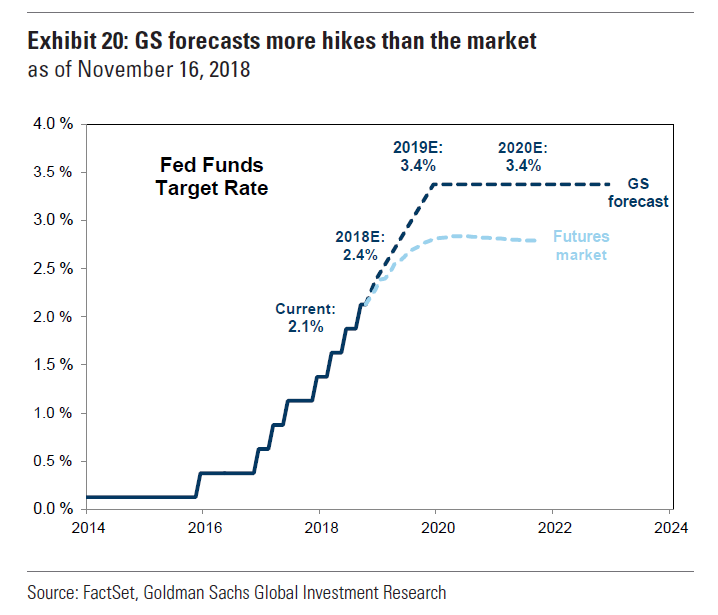 Exhibit 20: GS forecasts more hikes than the market
as of November 16, 2018
4.0 %
3.5 %
3.0 %
2.5 %
2.0 %
1.5 %
1.0 %
0.5 %
0.0 %
Fed Funds
Target Rate
2019E:
3.4%
2020E:
3.4%
GS
forecast
2018E:
2.4%
Futures
market
Current:
2.1%
2014
2016
2018
2020
2022
2024
Source: FactSet, Goldman Sachs Global Investment Research